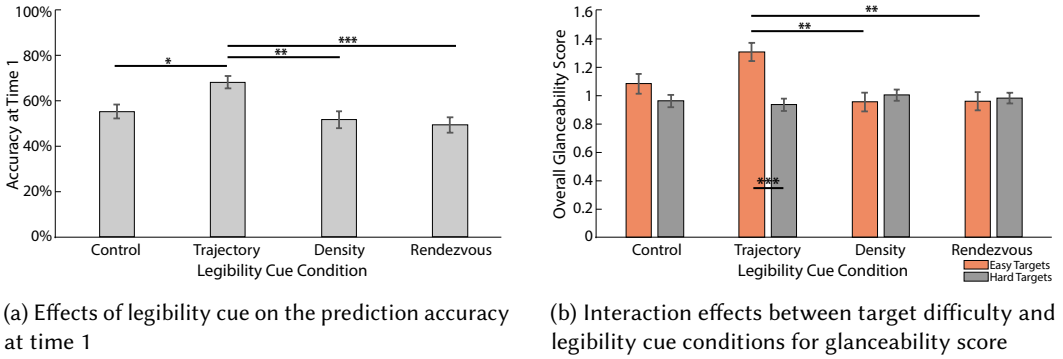 100%
80%
60%
40%
20%
0%
Accuracy at Time 1
*
**
***
Control Trajectory Density Rendezvous
Legibility Cue Condition
(a) Effects of legibility cue on the prediction accuracy
at time 1
1.6
1.4
1.2
1.0
0.8
0.6
0.4
0.2
0
Overall Glanceability Score
**
**
***
Control Trajectory Density Rendezvous
Legibility Cue Condition
Easy Targets
Hard Targets
(b) Interaction effects between target difficulty and
legibility cue conditions for glanceability score